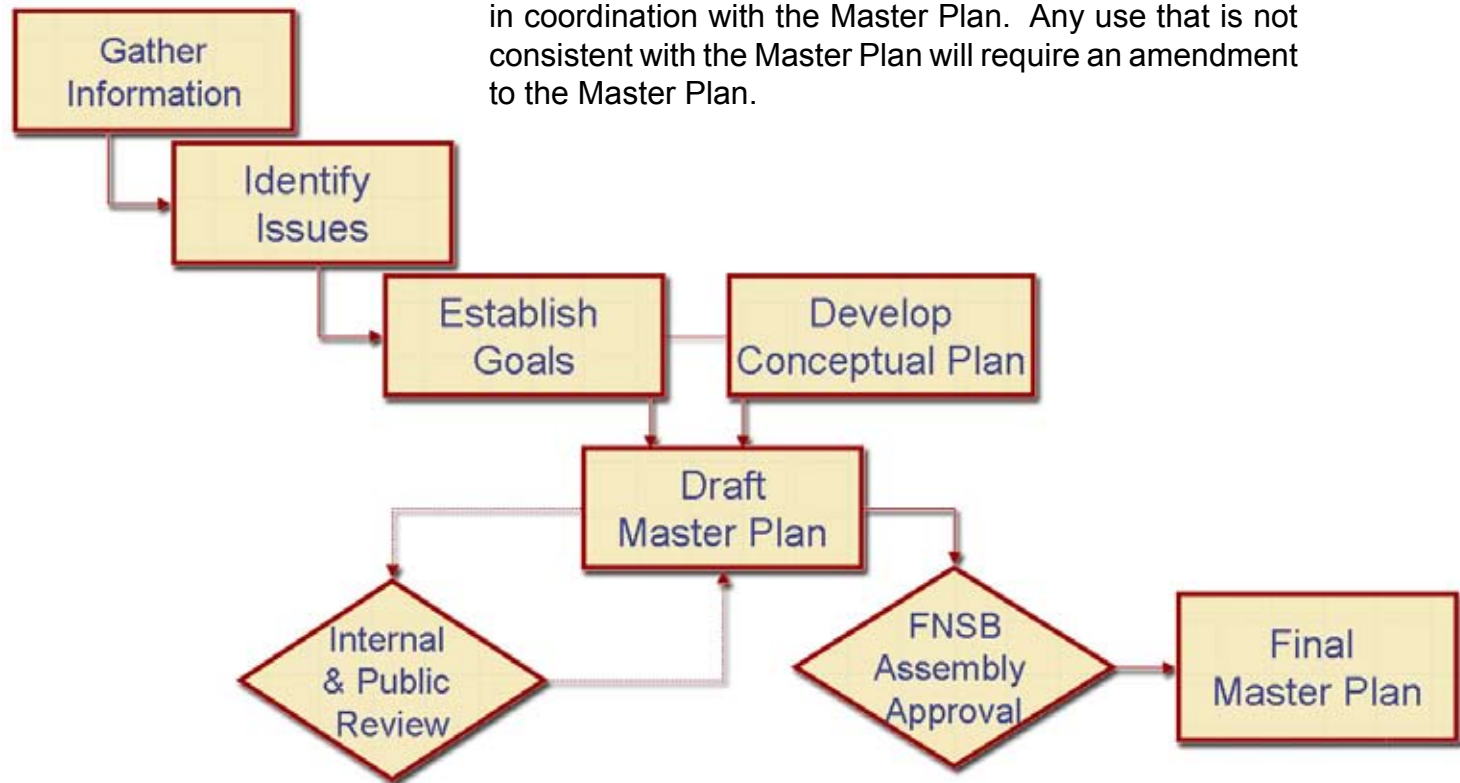 in coordination with the Master Plan.  Any use that is not
consistent with the Master Plan will require an amendment
to the Master Plan.
Gather
Information
Identify
Issues
Establish
Goals
Develop
Conceptual Plan
Draft
Master Plan
Internal
& Public
Review
FNSB
Assembly
Approval
Final
Master Plan